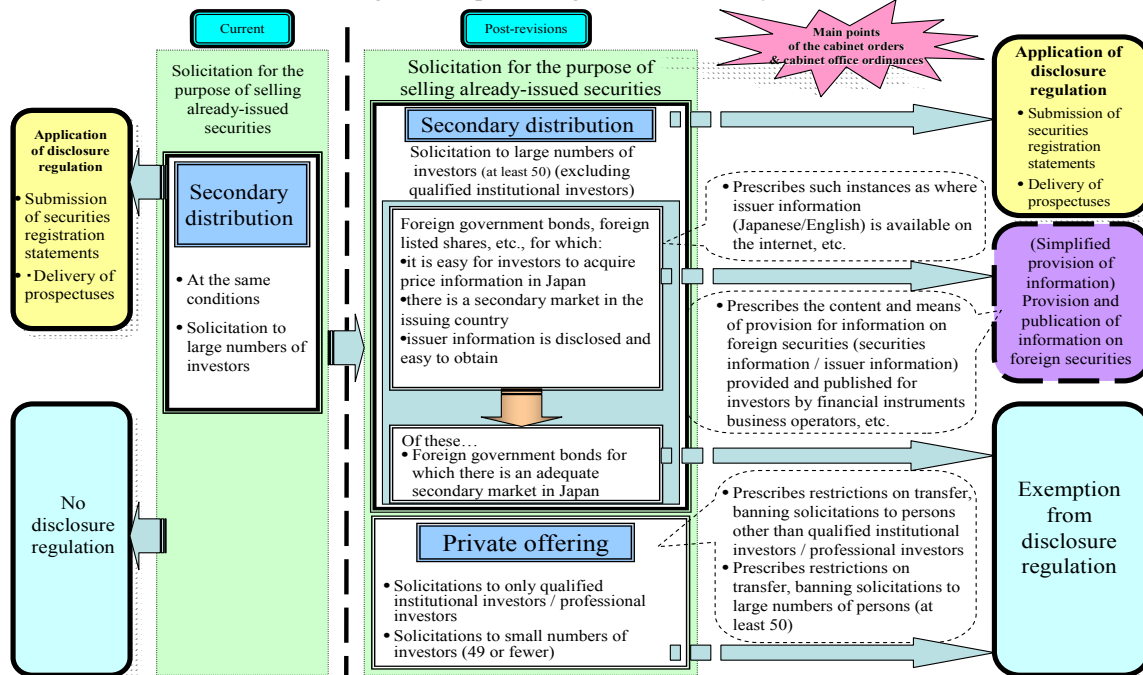 Current
Solicitation for the
purpose of selling
already-issued
securities
Application
of disclosure
regulation
• Submission
of securities
registration
statements
• ・Delivery of
prospectuses
Secondary
distribution
• At the same
conditions
• Solicitation to
large numbers of
investors
No
disclosure
regulation
Post-revisions
Solicitation for the purpose of
selling already-issued securities
Secondary distribution
Solicitation to large numbers of
investors (at least 50) (excluding
qualified institutional investors)
Foreign government bonds, foreign
listed shares, etc., for which:
•it is easy for investors to acquire
price information in Japan
•there is a secondary market in the
issuing country
•issuer information is disclosed and
easy to obtain
Of these…
• Foreign government bonds for
which there is an adequate
secondary market in Japan
Private offering
• Solicitations to only qualified
institutional investors / professional
investors
• Solicitations to small numbers of
investors (49 or fewer)
Main points
of the cabinet orders
& cabinet office ordinances
• Prescribes such instances as where
issuer information
(Japanese/English) is available on
the internet, etc.
• Prescribes the content and means
of provision for information on
foreign securities (securities
information / issuer information)
provided and published for
investors by financial instruments
business operators, etc.
• Prescribes restrictions on transfer,
banning solicitations to persons
other than qualified institutional
investors / professional investors
• Prescribes restrictions on
transfer, banning solicitations to
large numbers of persons (at
least 50)
Application of
disclosure
regulation
• Submission of
securities
registration
statements
• Delivery of
prospectuses
(Simplified
provision of
information)
Provision and
publication of
information on
foreign securities
Exemption
from
disclosure
regulation